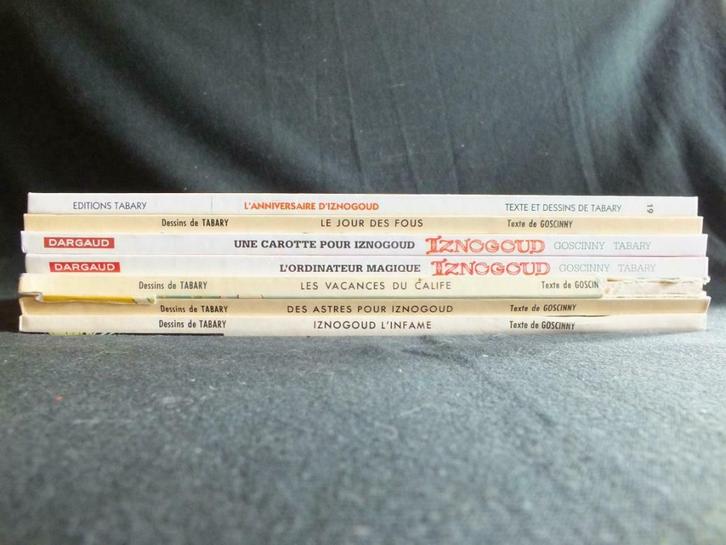 EDITIONS TABARY L'ANNIVERSAIRE D'IZNOGOUD TEXTE ET DESSINS DE TABARY 19
Dessins de TABARY LE JOUR DES FOUS Texte de GOSCINNY
DARGAUD UNE CAROTTE POUR IZNOGOUD IZNOGOUD GOSCINNY TABARY
DARGAUD L'ORDINATEUR MAGIQUE IZNOGOUD GOSCINNY TABARY
Dessins de TABARY LES VACANCES DU CALIFE Texte de GOSCIN
Dessins de TABARY DES ASTRES POUR IZNOGOUD Texte de GOSCINNY
Dessins de TABARY IZNOGOUD L'INFAME Texte de GOSCINNY